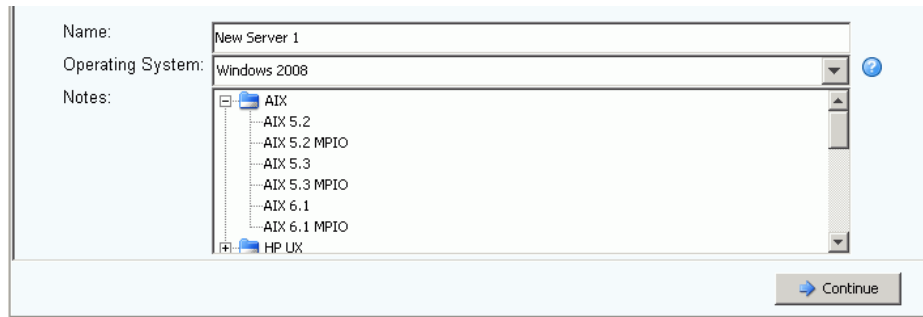 Name:
New Server 1
Operating System:
Windows 2008
Notes:
AIX
AIX 5.2
AIX 5.2 MPIO
AIX 5.3
AIX 5.3 MPIO
AIX 6.1
AIX 6.1 MPIO
HP UX
Continue